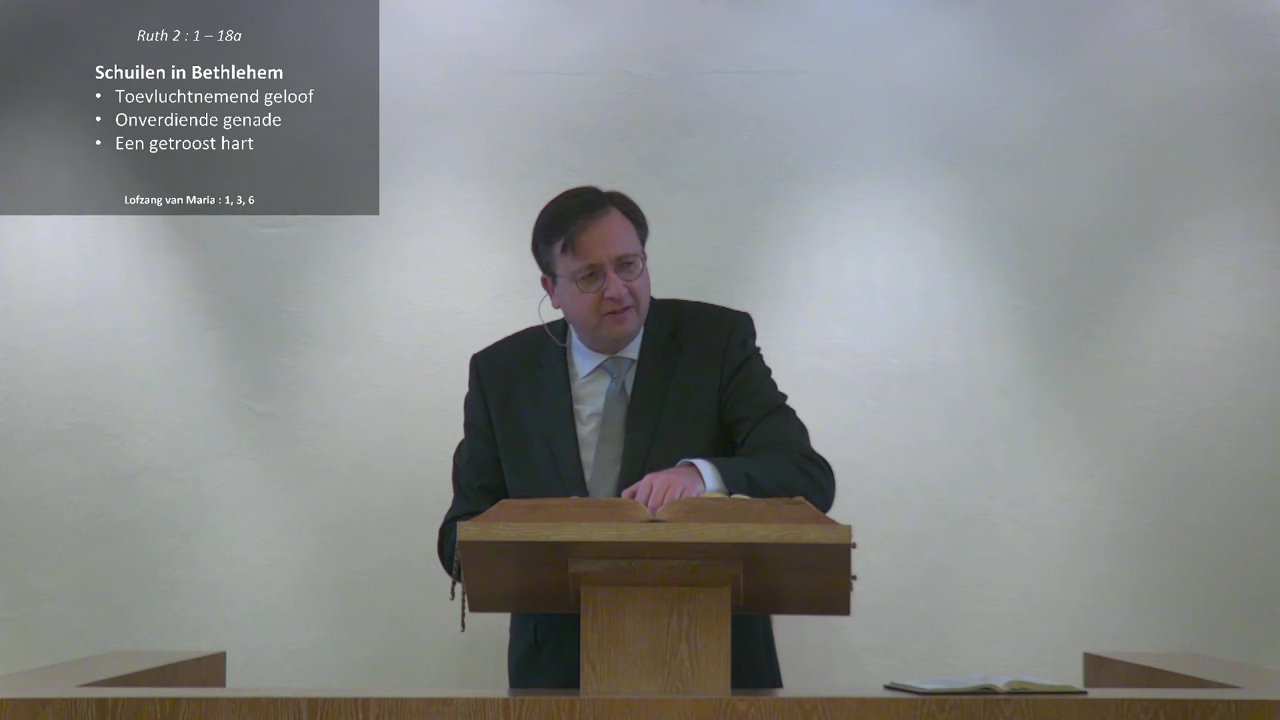 Ruth 2 : 1 – 18a
Schuilen in Bethlehem
• Toevluchtnemend geloof
• Onverdiende genade
• Een getroost hart
Lofzang van Maria : 1, 3, 6